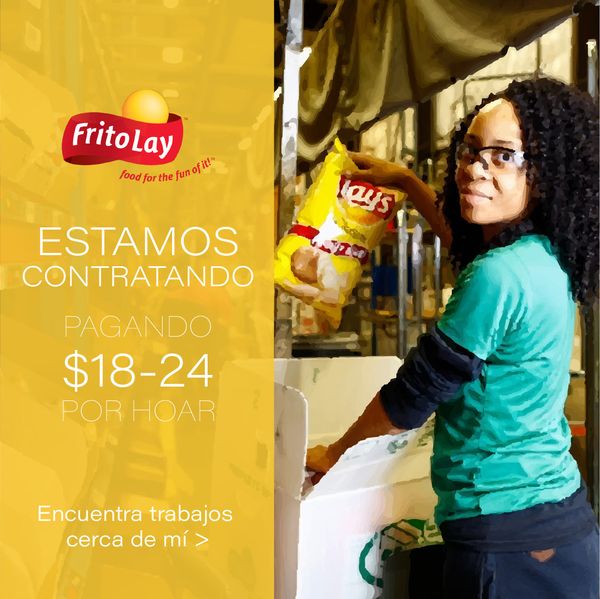 FritoLay
food for the fun of it!™
ESTAMOS
CONTRATANDO
PAGANDO
$18-24
POR HOAR
Encuentra trabajos
cerca de mí >
Lay's